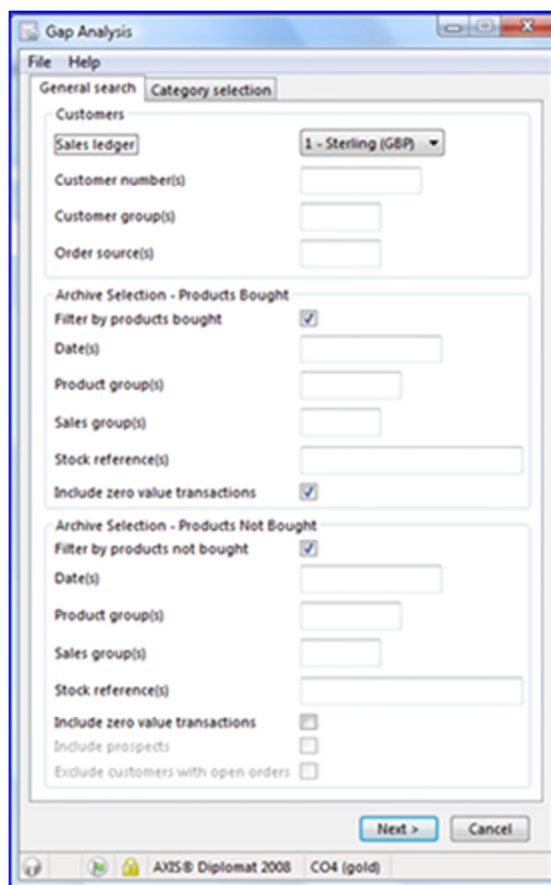 Gap Analysis
File Help
General search Category selection
Customers
Sales ledger 1 - Sterling (GBP)
Customer number(s)
Customer group(s)
Order source(s)
Archive Selection - Products Bought
Filter by products bought
Date(s)
Product group(s)
Sales group(s)
Stock reference(s)
Include zero value transactions
Archive Selection - Products Not Bought
Filter by products not bought
Date(s)
Product group(s)
Sales group(s)
Stock reference(s)
Include zero value transactions
Include prospects
Exclude customers with open orders
Next > Cancel
AXIS® Diplomat 2008 CO4 (gold)